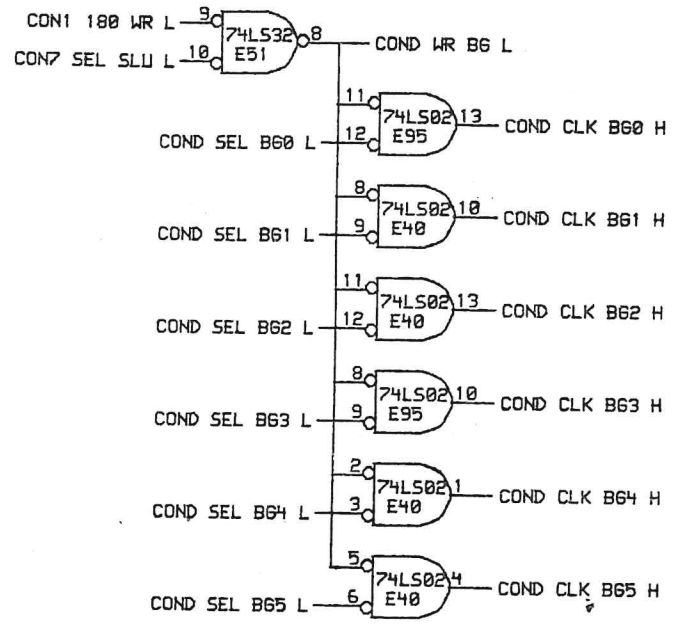 CON1 180 WR L 9
74LS32 8 COND WR BG L
CON7 SEL SLU L 10 E51
11
74LS02 13 COND CLK BG0 H
COND SEL BG0 L 12 E95
8
74LS02 10 COND CLK BG1 H
COND SEL BG1 L 9 E40
11
74LS02 13 COND CLK BG2 H
COND SEL BG2 L 12 E40
8
74LS02 10 COND CLK BG3 H
COND SEL BG3 L 9 E95
2
74LS02 1 COND CLK BG4 H
COND SEL BG4 L 3 E40
5
74LS02 4 COND CLK BG5 H
COND SEL BG5 L 6 E40